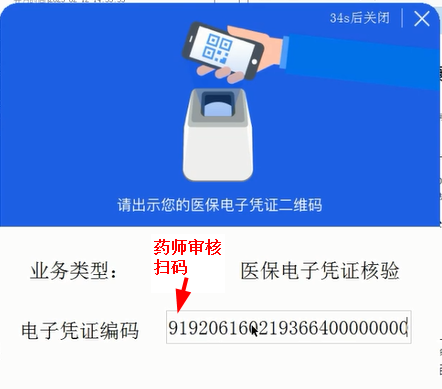 34s后关闭
请出示您的医保电子凭证二维码
药师审核
扫码
业务类型: 医保电子凭证核验
电子凭证编码 9192061602193664000000000